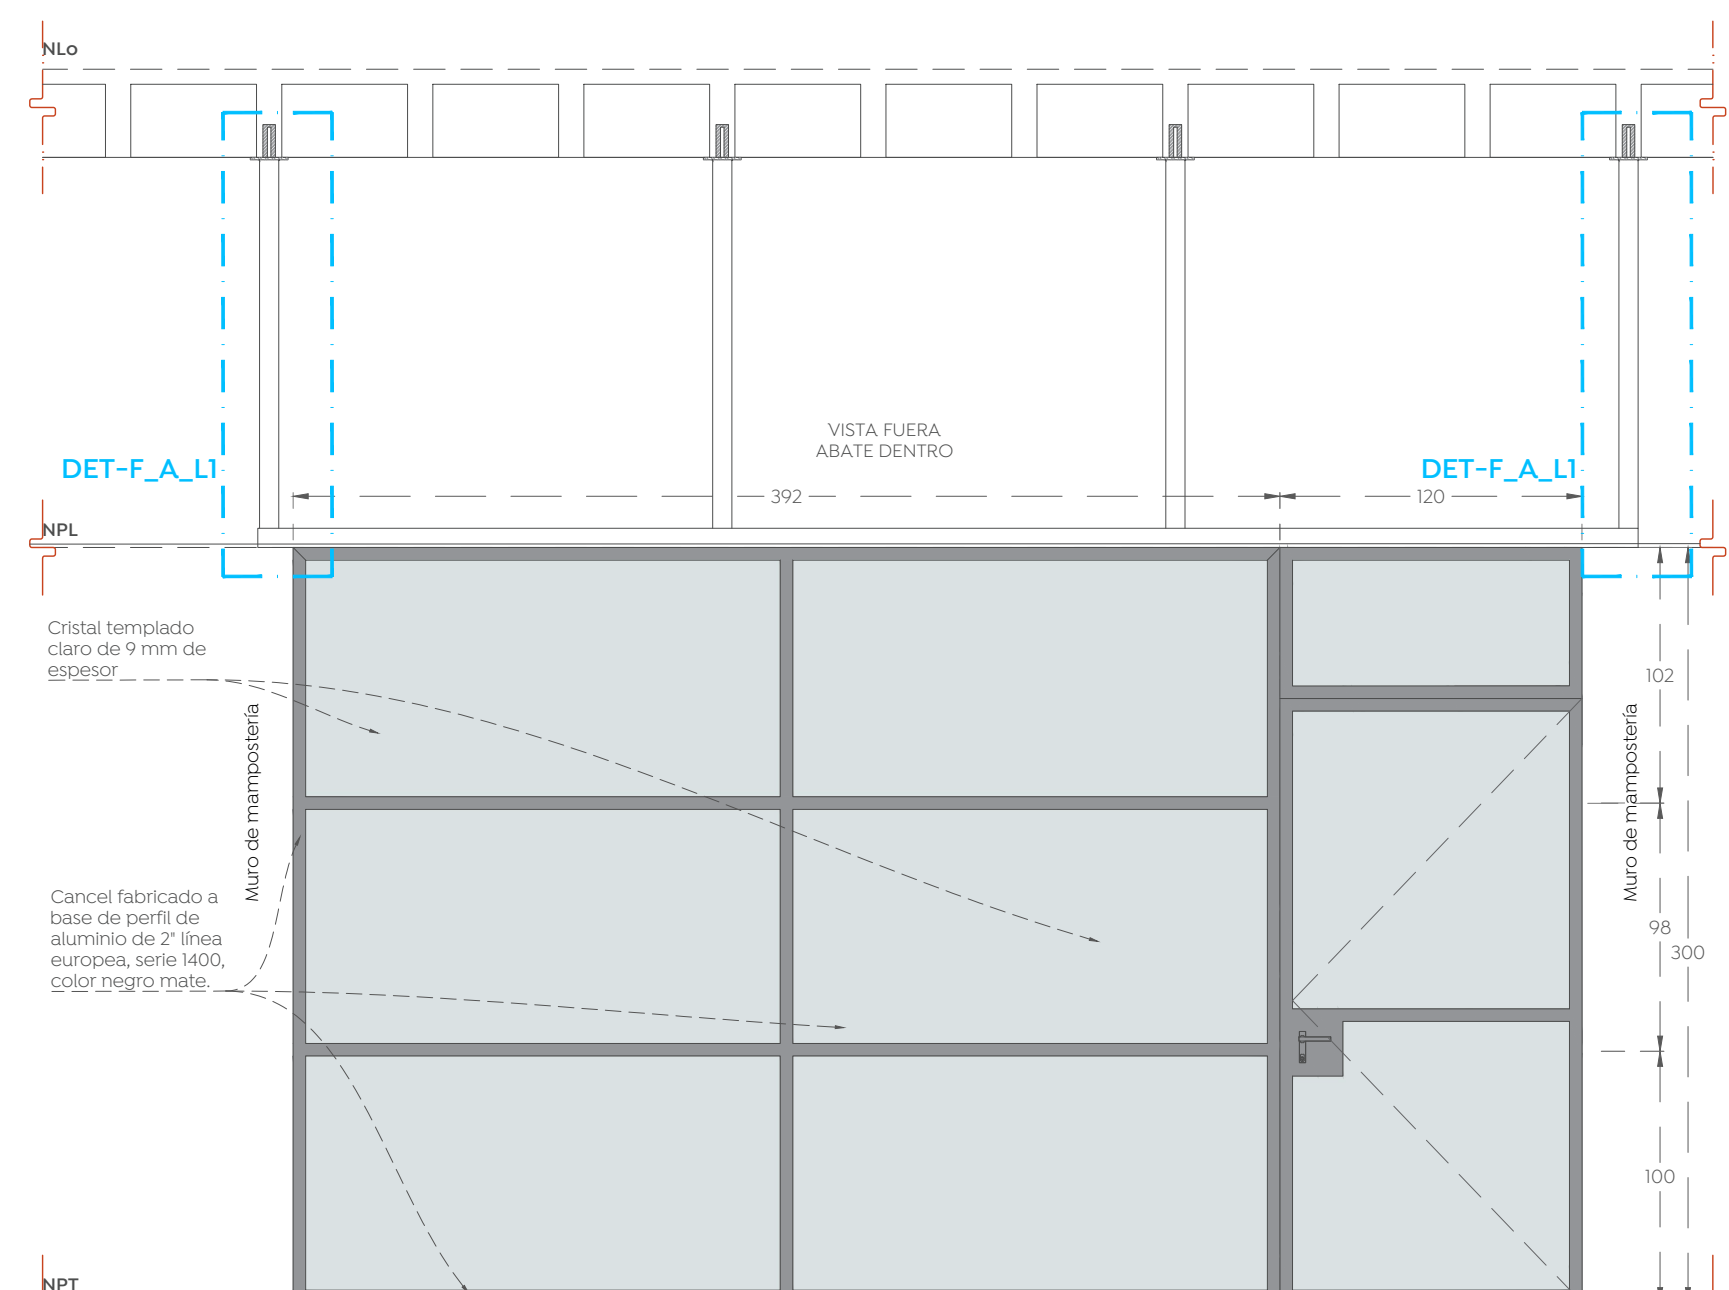 NLo
VISTA FUERA
ABATE DENTRO
DET-F_A_L1
DET-F_A_L1
392
120
NPL
Cristal templado
claro de 9 mm de
espesor
102
Muro de mampostería
Muro de mampostería
Cancel fabricado a
base de perfil de
aluminio de 2" línea
europea, serie 1400,
color negro mate.
98
300
100
NPT